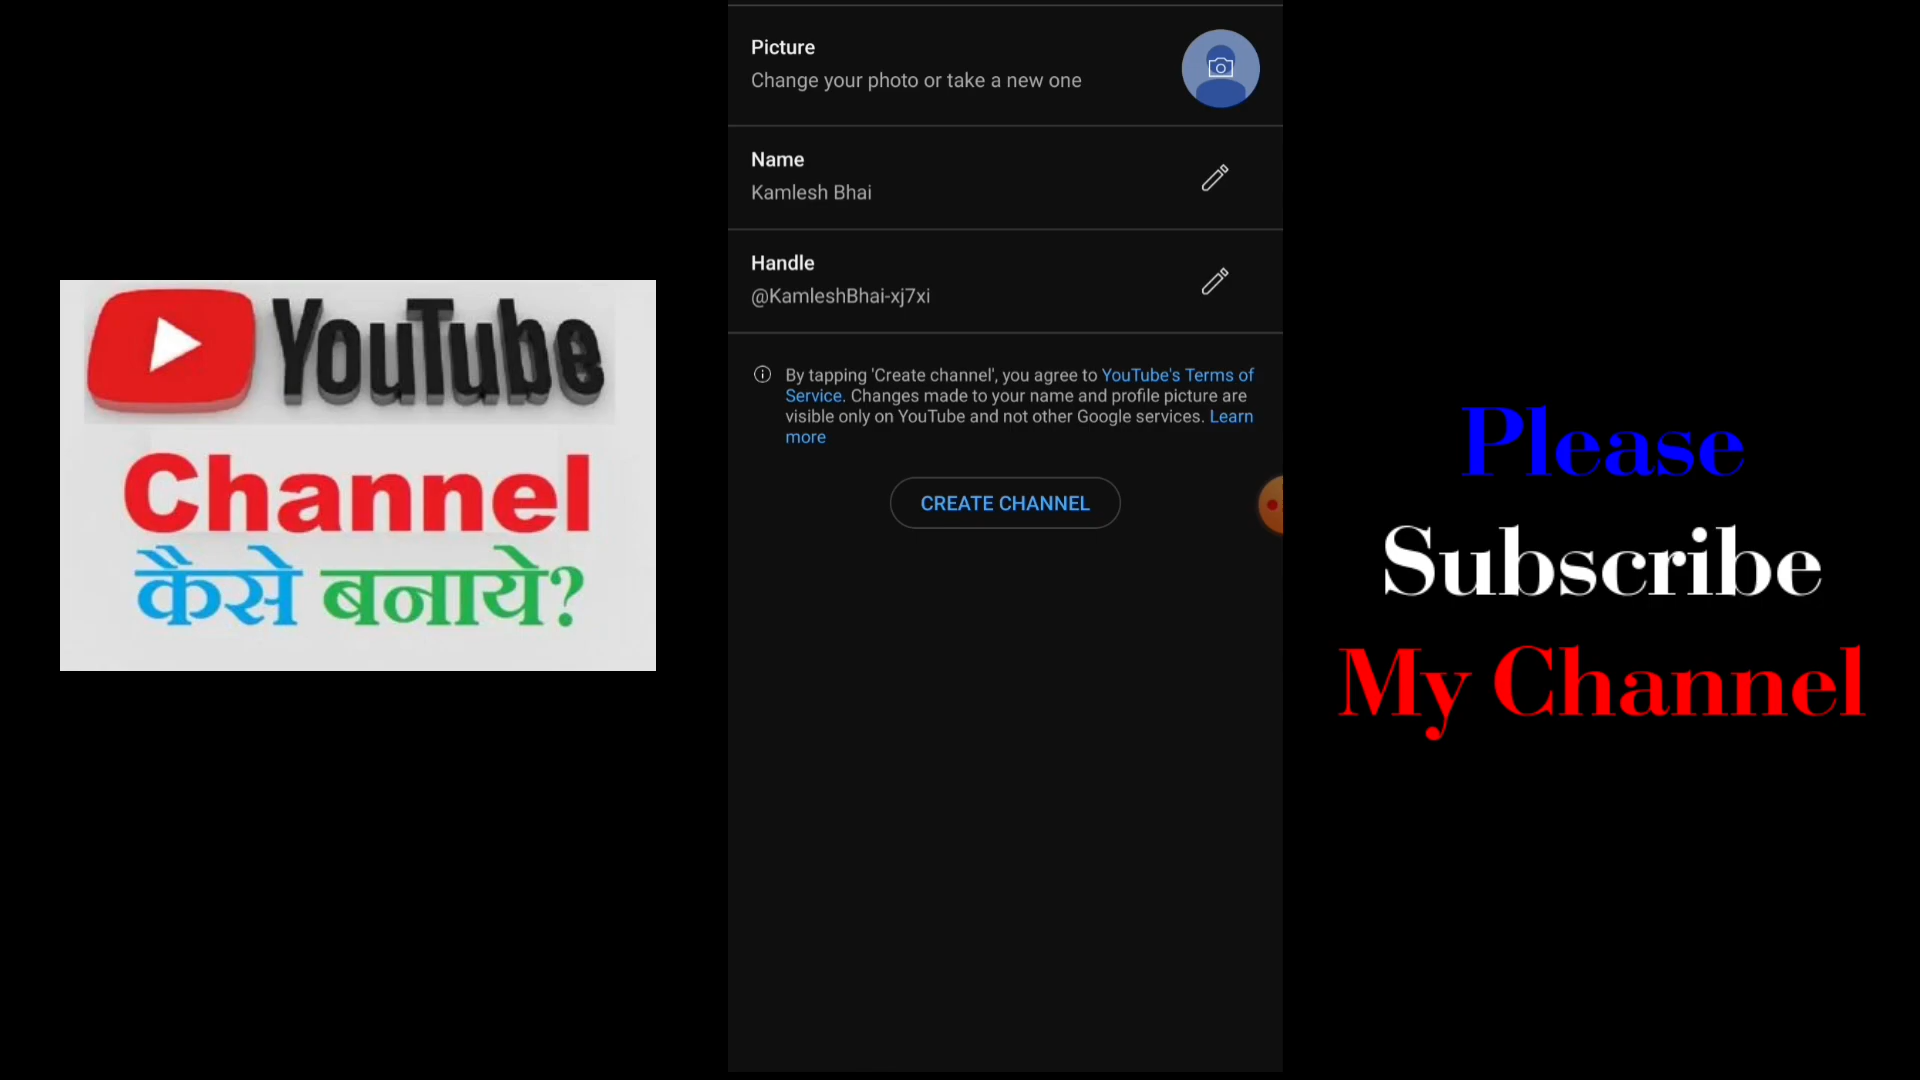 YouTube
Channel
कैसे बनाये?
Picture
Change your photo or take a new one
Name
Kamlesh Bhai
Handle
@KamleshBhai-xj7xi
By tapping 'Create channel', you agree to YouTube's Terms of
Service. Changes made to your name and profile picture are
visible only on YouTube and not other Google services. Learn
more
CREATE CHANNEL
Please
Subscribe
My Channel